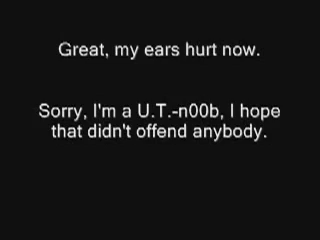 Great, my ears hurt now.
Sorry, I'm a U.T.-n00b, I hope
that didn't offend anybody.